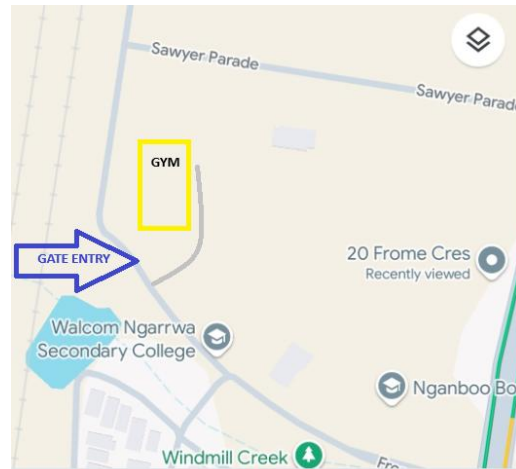 Sawyer Parade
Sawyer Parad
GYM
GATE ENTRY
20 Frome Cres
Recently viewed
Walcom Ngarrwa
Secondary College
Nganboo Bo
Windmill Creek
Fro